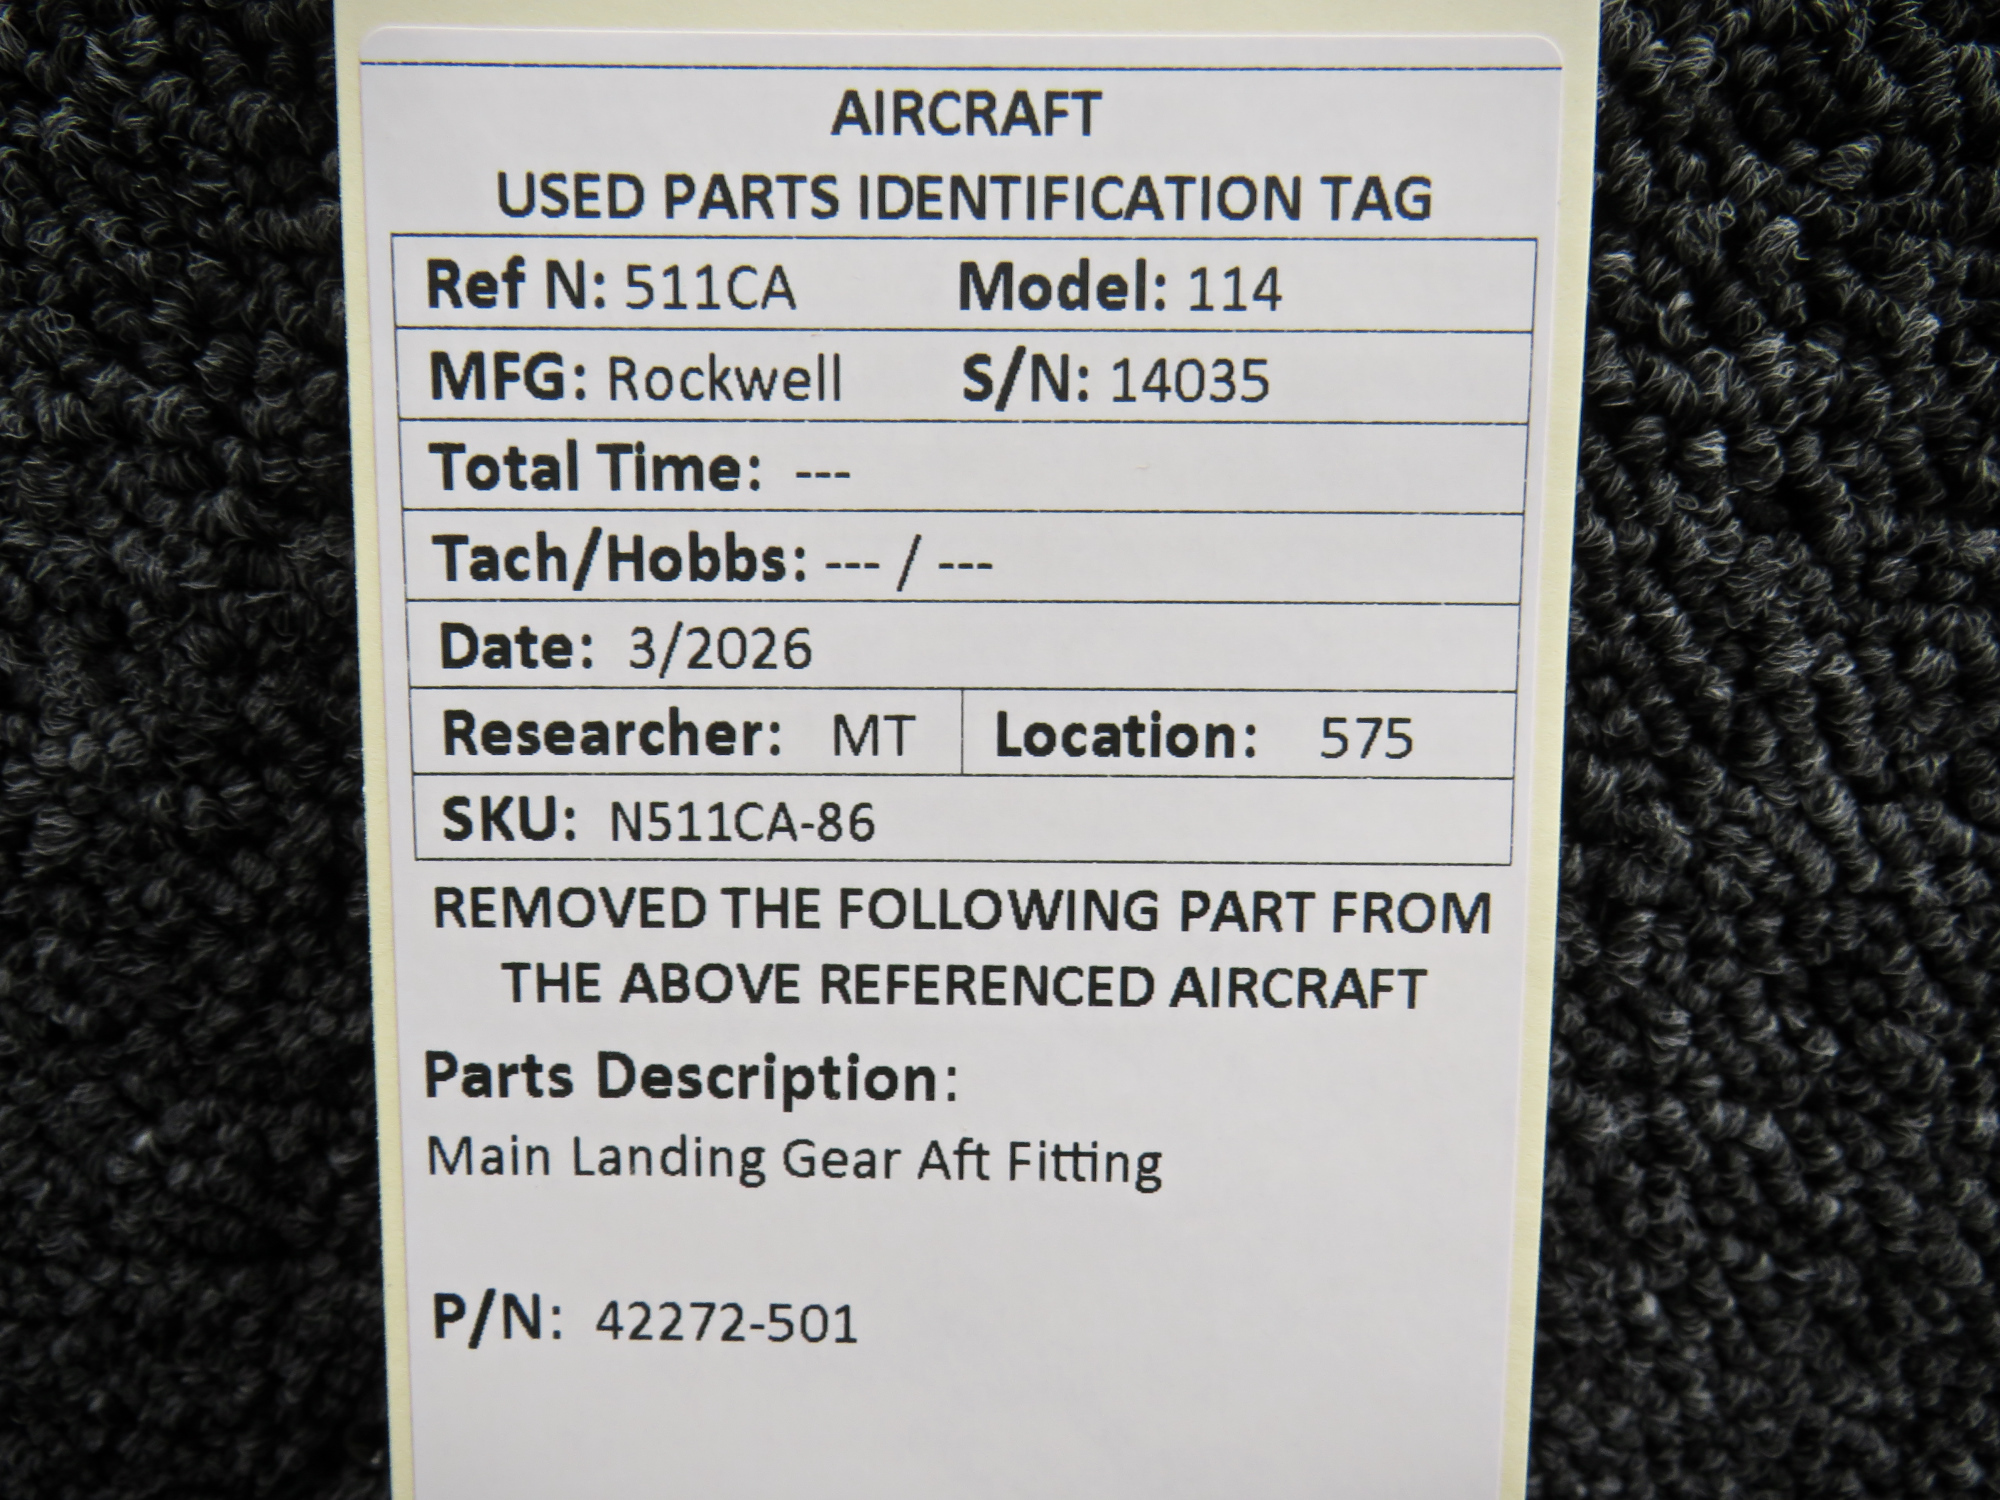 AIRCRAFT
USED PARTS IDENTIFICATION TAG
Ref N: 511CA Model: 114
MFG: Rockwell S/N: 14035
Total Time: ---
Tach/Hobbs: --- / ---
Date: 3/2026
Researcher: MT Location: 575
SKU: N511CA-86
REMOVED THE FOLLOWING PART FROM
THE ABOVE REFERENCED AIRCRAFT
Parts Description:
Main Landing Gear Aft Fitting
P/N: 42272-501